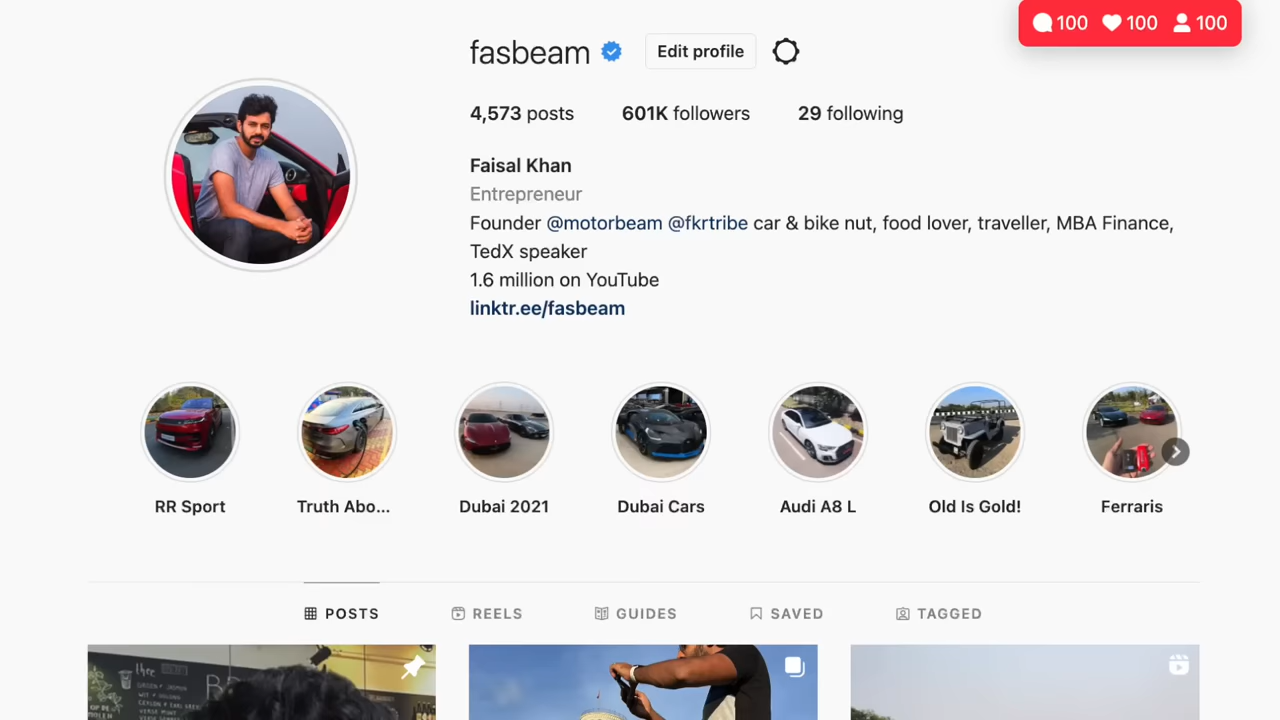 100 100 100
fasbeam Edit profile
4,573 posts 601K followers 29 following
Faisal Khan
Entrepreneur
Founder @motorbeam @fkrtribe car & bike nut, food lover, traveller, MBA Finance,
TedX speaker
1.6 million on YouTube
linktr.ee/fasbeam
RR Sport Truth Abo... Dubai 2021 Dubai Cars Audi A8 L Old Is Gold! Ferraris
POSTS REELS GUIDES SAVED TAGGED